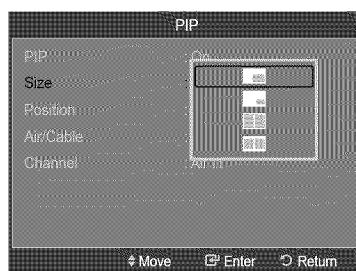 PIP
PIP : On
Size
Position
Air/Cable
Channel : Air 11
Move Enter Return